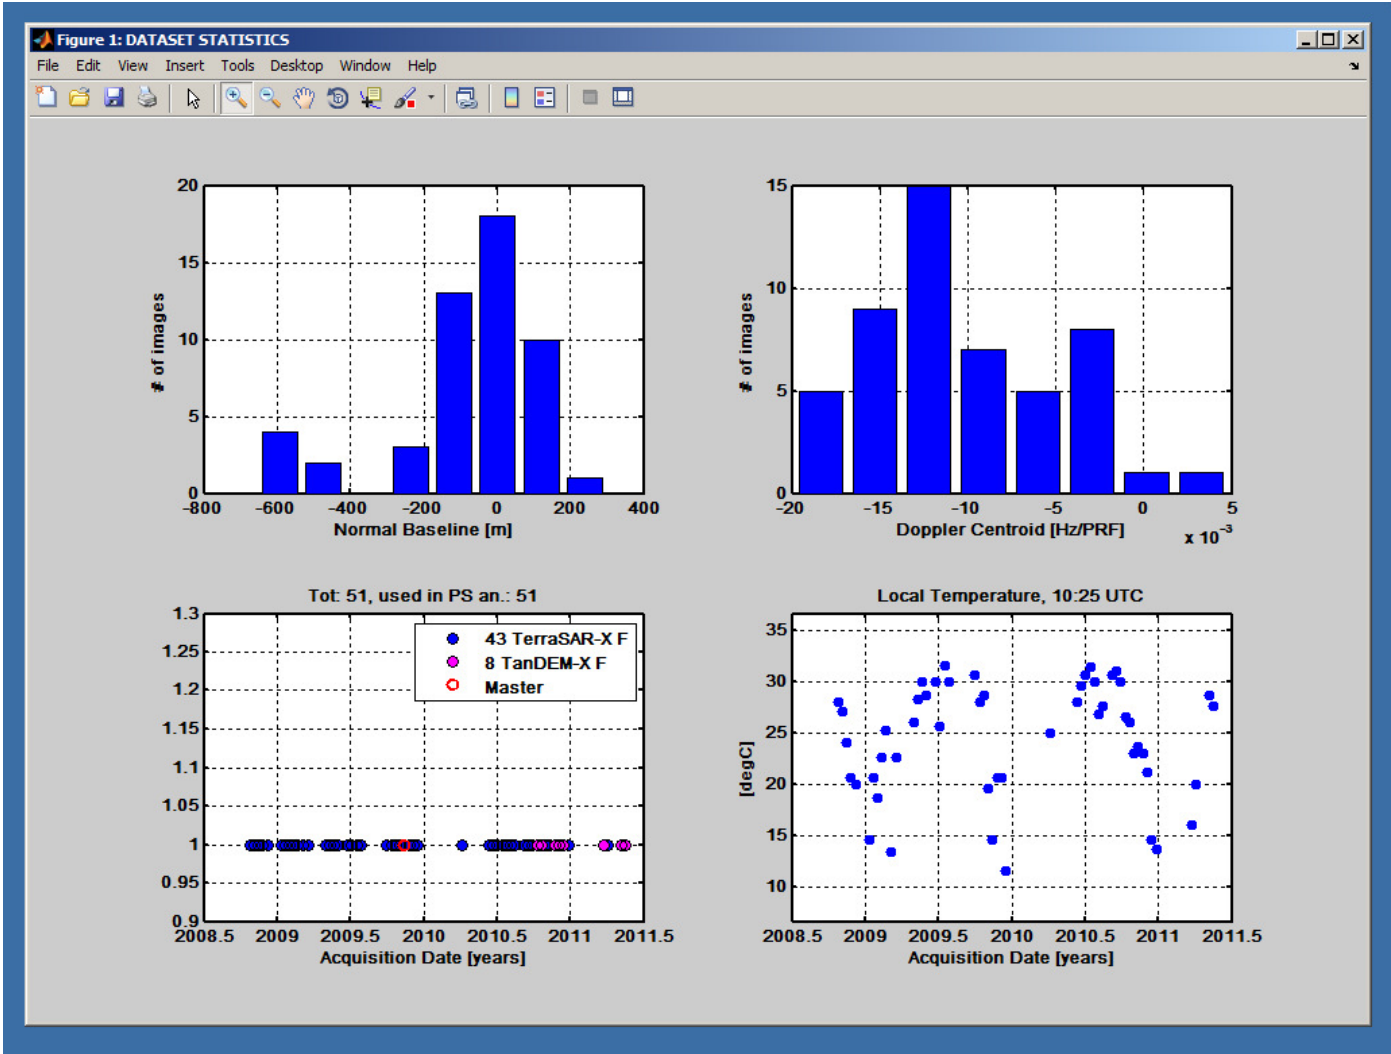 Figure 1: DATASET STATISTICS
File Edit View Insert Tools Desktop Window Help
20
15
10
5
0
-800 -600 -400 -200 0 200 400
# of images
Normal Baseline [m]
15
10
5
0
-20 -15 -10 -5 0 5
# of images
Doppler Centroid [Hz/PRF]
x 10^-3
Tot: 51, used in PS an.: 51
1.3
1.25
1.2
1.15
1.1
1.05
1
0.95
0.9
43 TerraSAR-X F
8 TanDEM-X F
Master
2008.5 2009 2009.5 2010 2010.5 2011 2011.5
Acquisition Date [years]
Local Temperature, 10:25 UTC
35
30
25
20
15
10
[degC]
2008.5 2009 2009.5 2010 2010.5 2011 2011.5
Acquisition Date [years]